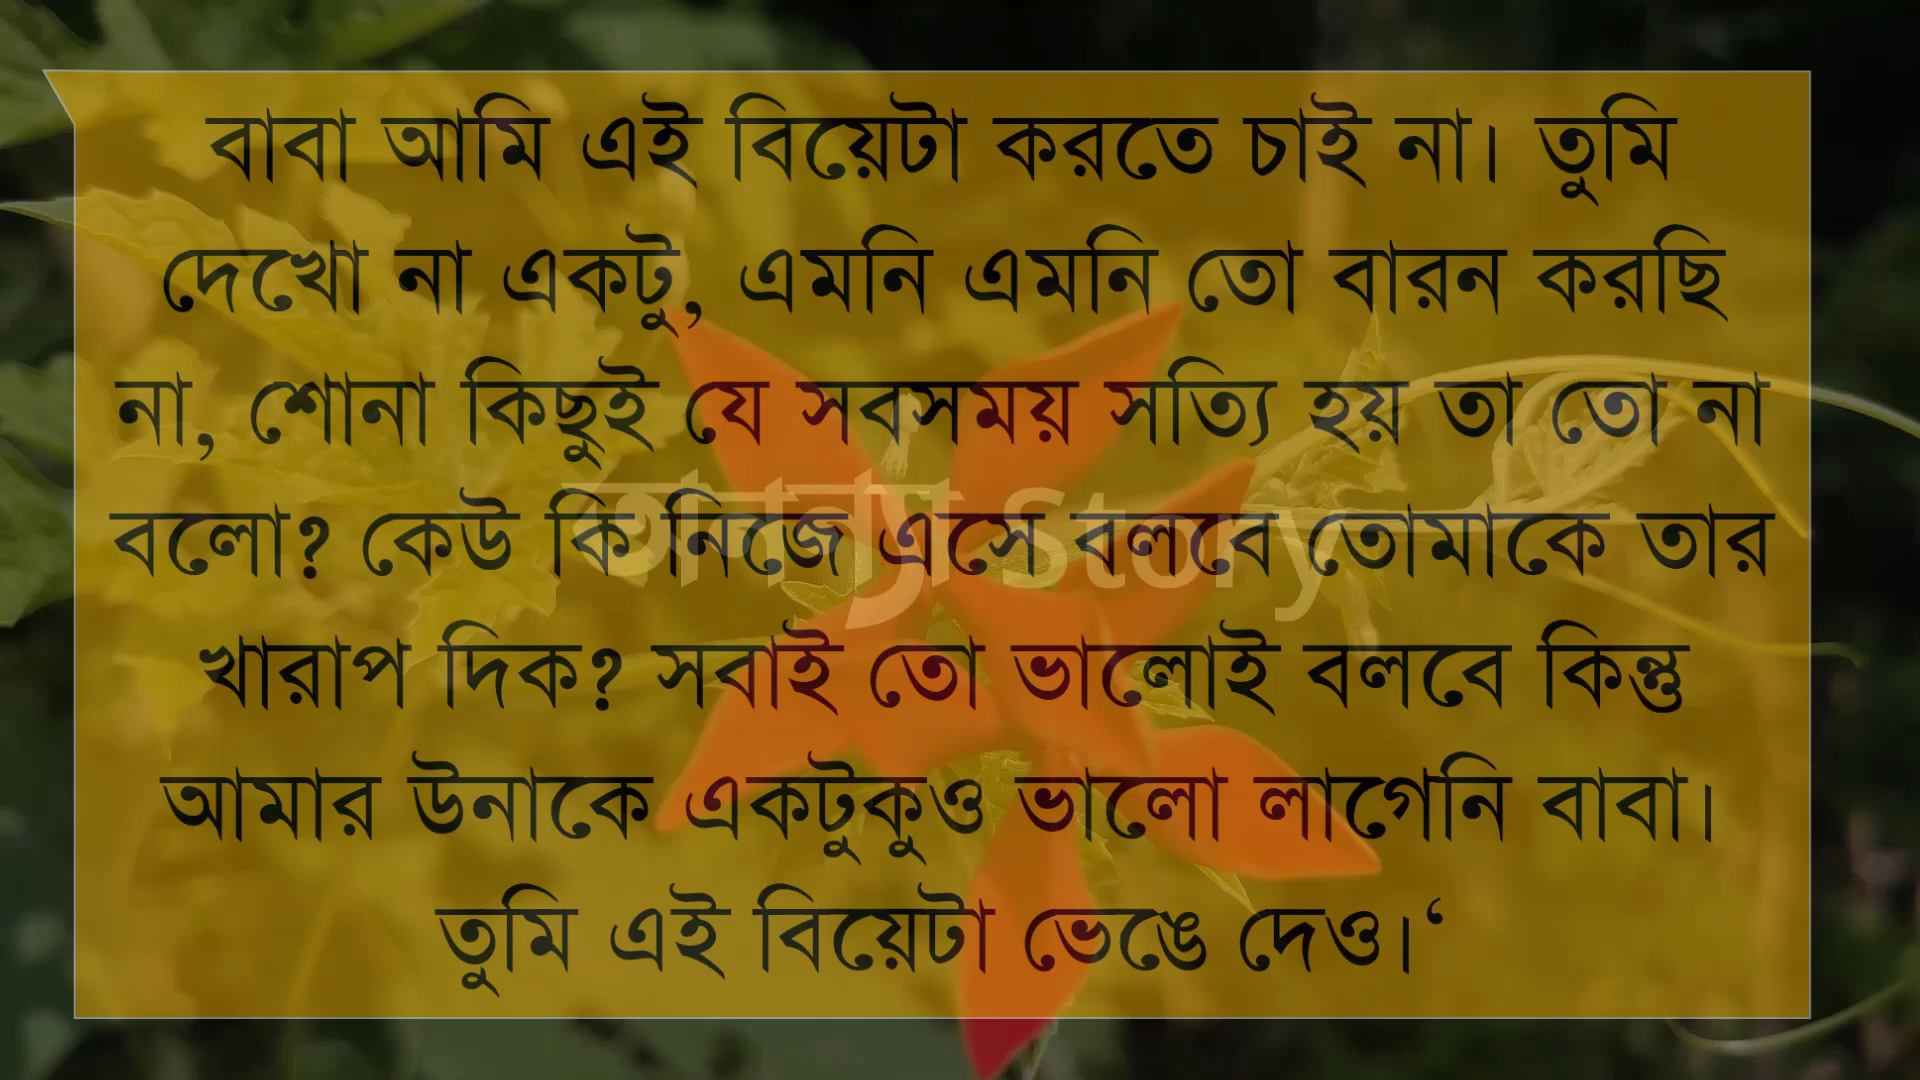 বাবা আমি এই বিয়েটা করতে চাই না। তুমি
দেখো না একটু, এমনি এমনি তো বারন করছি
না, শোনা কিছুই যে সবসময় সত্যি হয় তা তো না
বলো? কেউ কি নিজে এসে বলবে তোমাকে তার
খারাপ দিক? সবাই তো ভালোই বলবে কিন্তু
আমার উনাকে একটুকুও ভালো লাগেনি বাবা।
তুমি এই বিয়েটা ভেঙে দেও।‘
Story